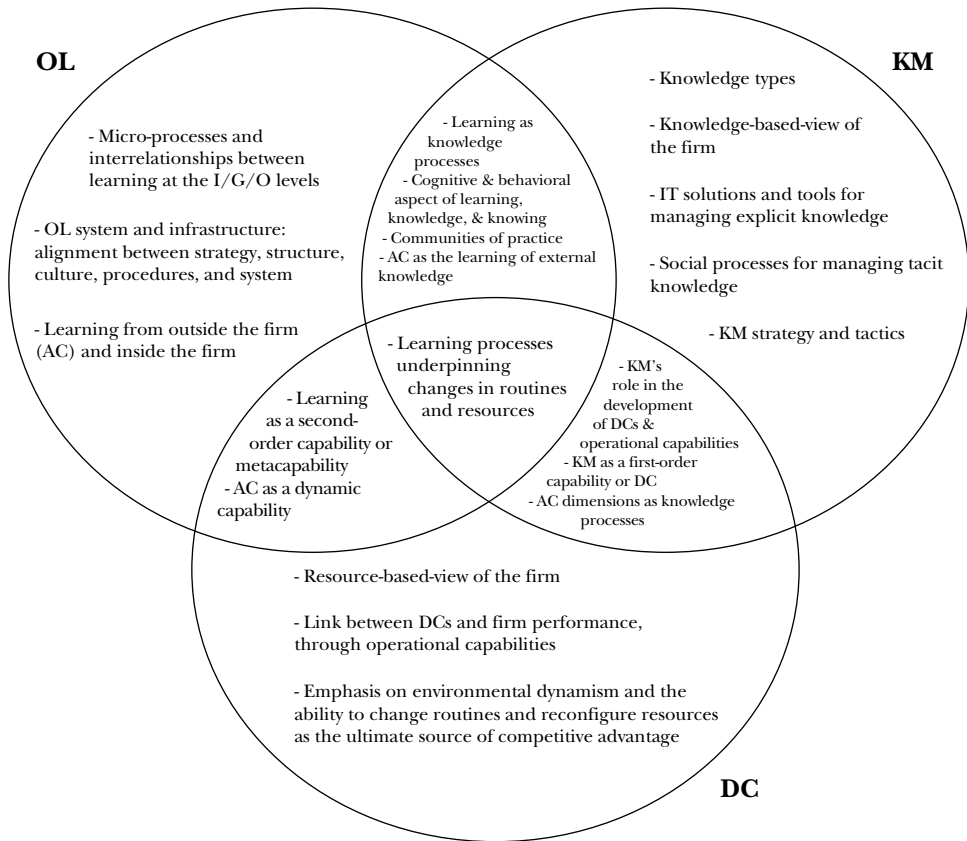 OL
KM
- Micro-processes and
interrelationships between
learning at the I/G/O levels
- OL system and infrastructure:
alignment between strategy, structure,
culture, procedures, and system
- Learning from outside the firm
(AC) and inside the firm
- Learning as
knowledge
processes
- Cognitive & behavioral
aspect of learning,
knowledge, & knowing
- Communities of practice
- AC as the learning of external
knowledge
- Knowledge types
- Knowledge-based-view of
the firm
- IT solutions and tools for
managing explicit knowledge
- Social processes for managing tacit
knowledge
- KM strategy and tactics
- Learning processes
underpinning
changes in routines
and resources
- Learning
as a second-
order capability or
metacapability
- AC as a dynamic
capability
- KM's
role in the
development
of DCs &
operational capabilities
- KM as a first-order
capability or DC
- AC dimensions as knowledge
processes
- Resource-based-view of the firm
- Link between DCs and firm performance,
through operational capabilities
- Emphasis on environmental dynamism and the
ability to change routines and reconfigure resources
as the ultimate source of competitive advantage
DC